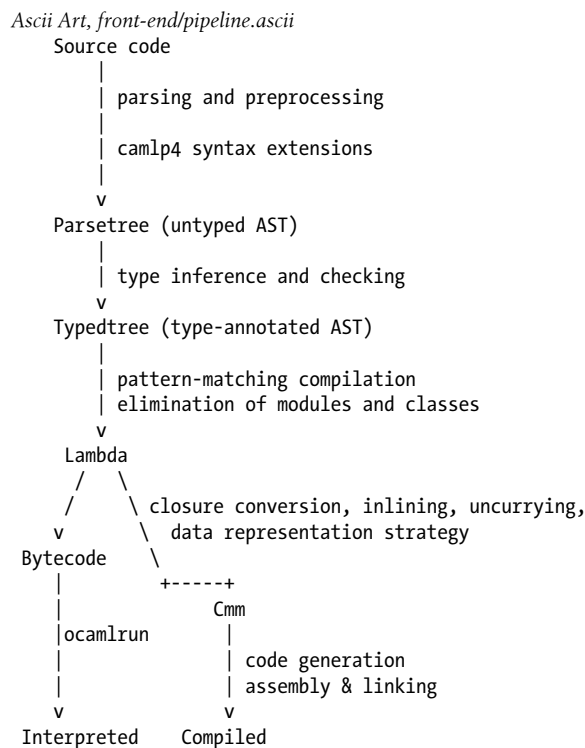 Ascii Art, front-end/pipeline.ascii
Source code
|
| parsing and preprocessing
|
| camlp4 syntax extensions
|
v
Parsetree (untyped AST)
|
| type inference and checking
v
Typedtree (type-annotated AST)
|
| pattern-matching compilation
| elimination of modules and classes
v
Lambda
/ \
/ \ closure conversion, inlining, uncurrying,
v \ data representation strategy
Bytecode \
| +-----+
| Cmm
|ocamlrun |
| | code generation
| | assembly & linking
v v
Interpreted Compiled